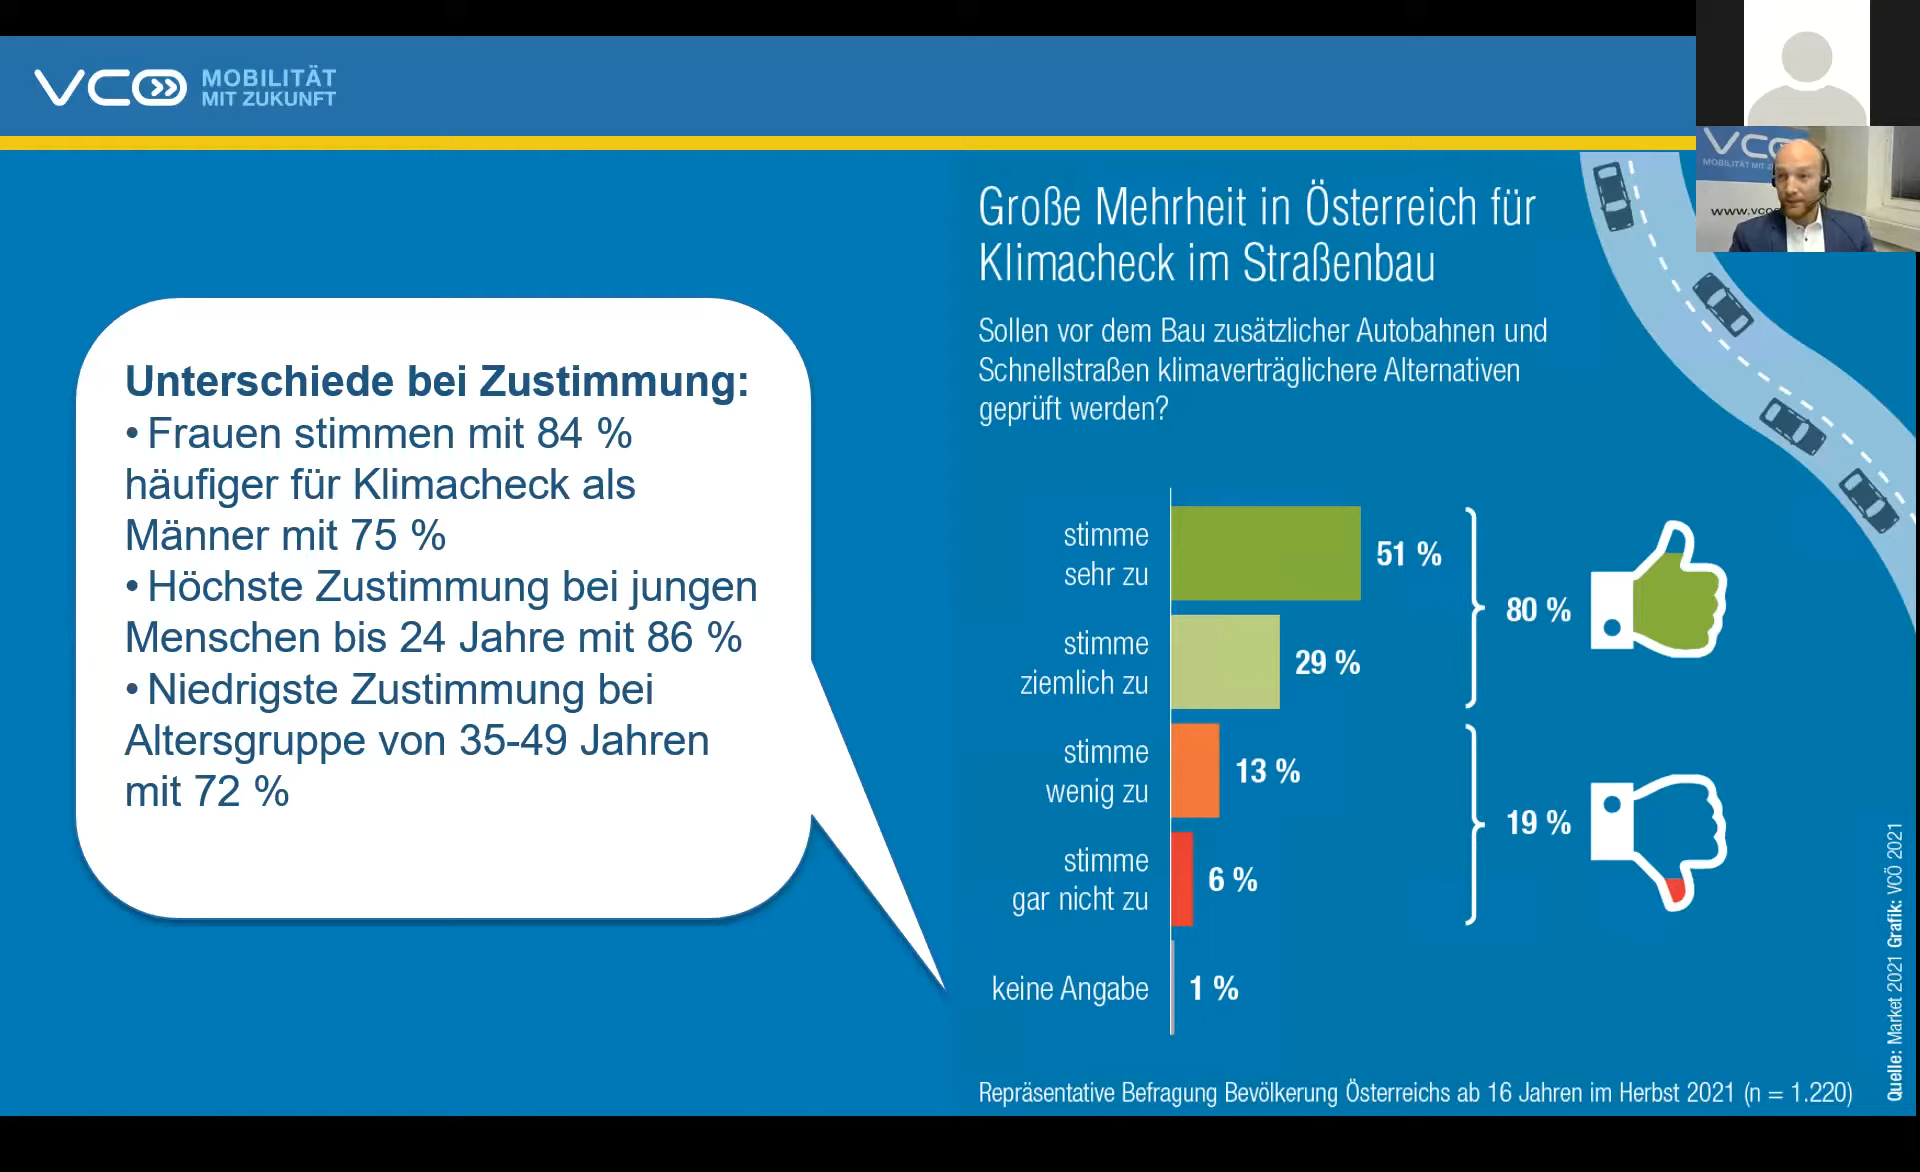 VCÖ MOBILITÄT
MIT ZUKUNFT
Unterschiede bei Zustimmung:
• Frauen stimmen mit 84 %
häufiger für Klimacheck als
Männer mit 75 %
• Höchste Zustimmung bei jungen
Menschen bis 24 Jahre mit 86 %
• Niedrigste Zustimmung bei
Altersgruppe von 35-49 Jahren
mit 72 %
Große Mehrheit in Österreich für
Klimacheck im Straßenbau
Sollen vor dem Bau zusätzlicher Autobahnen und
Schnellstraßen klimaverträglichere Alternativen
geprüft werden?
stimme
sehr zu
51 %
stimme
ziemlich zu
29 %
80 %
stimme
wenig zu
13 %
stimme
gar nicht zu
6 %
19 %
keine Angabe
1 %
Repräsentative Befragung Bevölkerung Österreichs ab 16 Jahren im Herbst 2021 (n = 1.220)
Quelle: Market 2021 Grafik: VCÖ 2021
VCÖ
MOBILITÄT MIT
www.vco